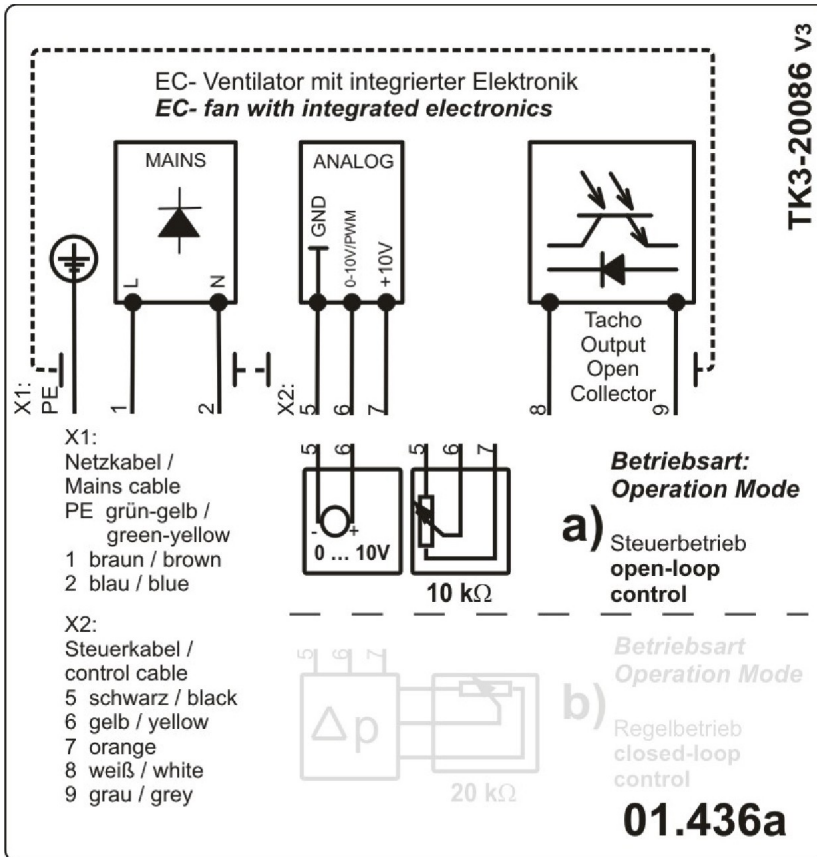 TK3-20086 V3
EC- Ventilator mit integrierter Elektronik
EC- fan with integrated electronics
MAINS
L
N
ANALOG
GND
0-10V/PWM
+10V
Tacho
Output
Open
Collector
X1:
PE
1
2
X2:
5
6
7
8
9
X1:
Netzkabel /
Mains cable
PE grün-gelb /
green-yellow
1 braun / brown
2 blau / blue
X2:
Steuerkabel /
control cable
5 schwarz / black
6 gelb / yellow
7 orange
8 weiß / white
9 grau / grey
5
6
- +
0 ... 10V
5
6
7
10 kΩ
Betriebsart:
Operation Mode
a)
Steuerbetrieb
open-loop
control
5
6
7
Δp
20 kΩ
Betriebsart
Operation Mode
b)
Regelbetrieb
closed-loop
control
01.436a